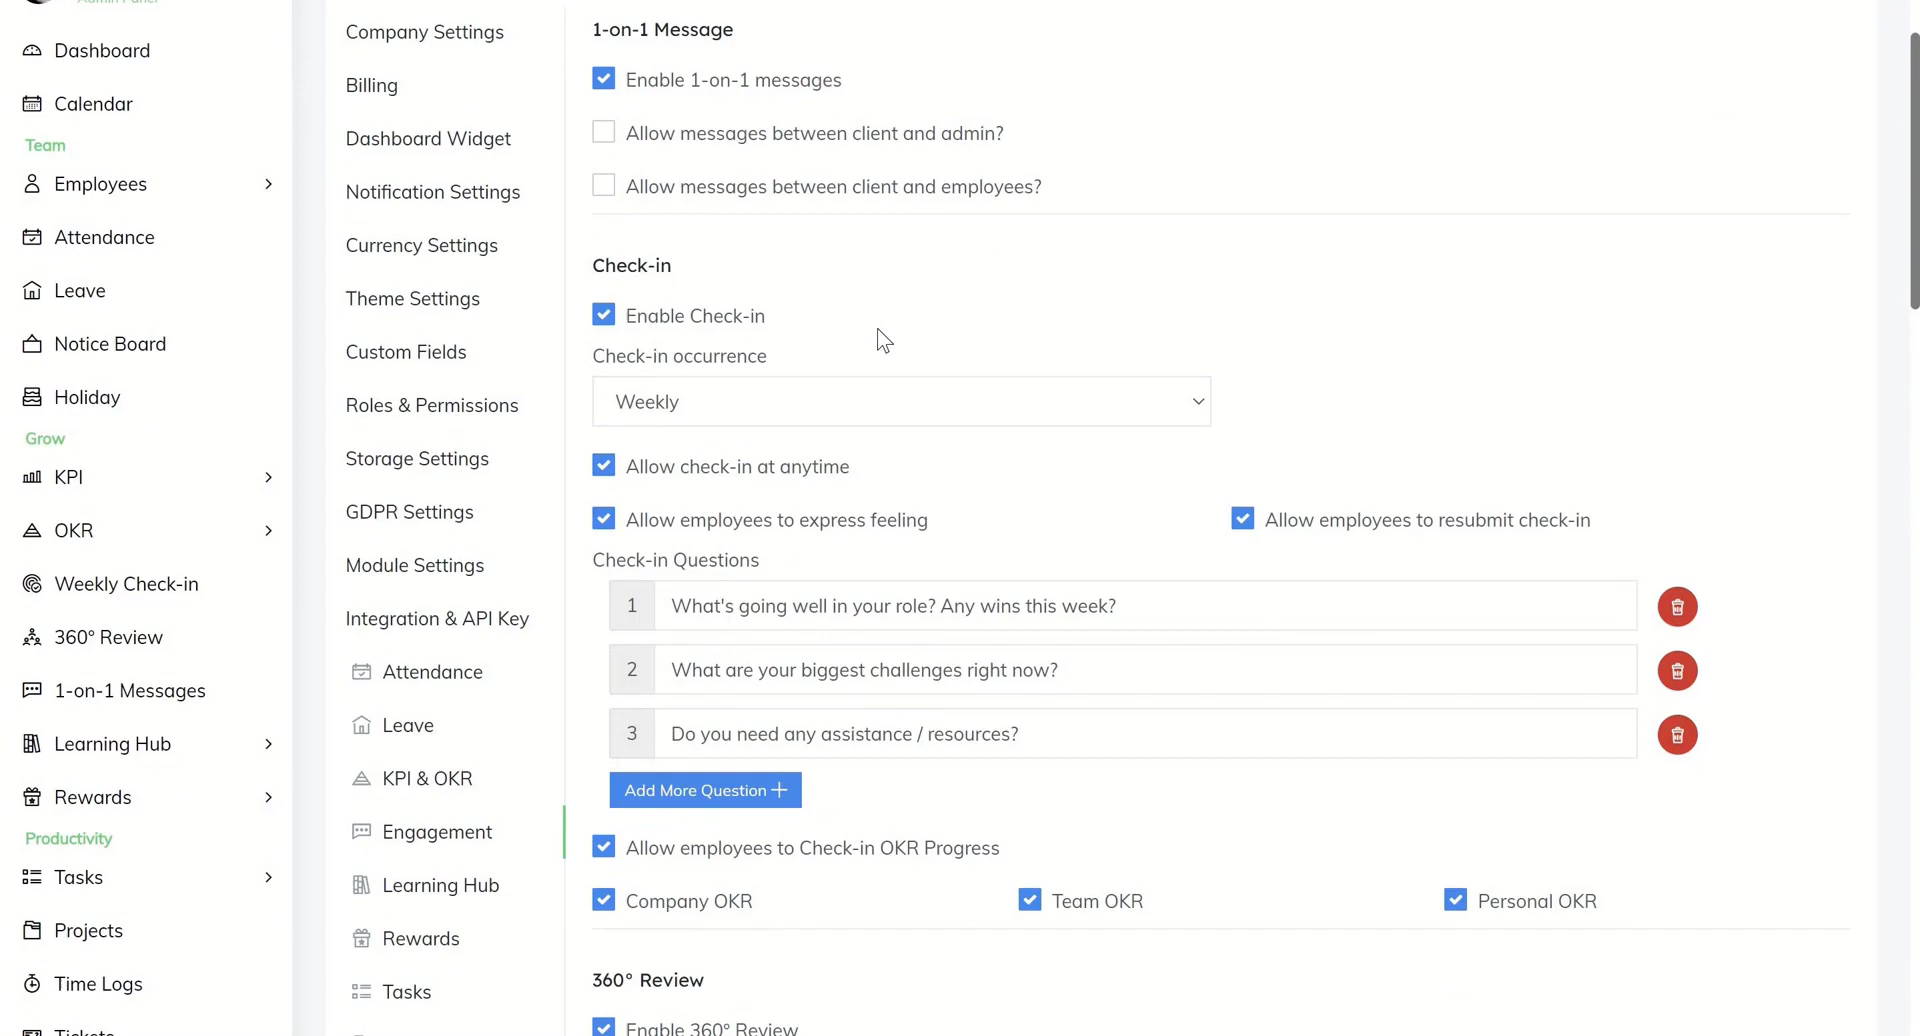 Admin Panel
Dashboard
Calendar
Team
Employees
Attendance
Leave
Notice Board
Holiday
Grow
KPI
OKR
Weekly Check-in
360° Review
1-on-1 Messages
Learning Hub
Rewards
Productivity
Tasks
Projects
Time Logs
Tickets
Company Settings
Billing
Dashboard Widget
Notification Settings
Currency Settings
Theme Settings
Custom Fields
Roles & Permissions
Storage Settings
GDPR Settings
Module Settings
Integration & API Key
Attendance
Leave
KPI & OKR
Engagement
Learning Hub
Rewards
Tasks
1-on-1 Message
Enable 1-on-1 messages
Allow messages between client and admin?
Allow messages between client and employees?
Check-in
Enable Check-in
Check-in occurrence
Weekly
Allow check-in at anytime
Allow employees to express feeling
Allow employees to resubmit check-in
Check-in Questions
1 What's going well in your role? Any wins this week?
2 What are your biggest challenges right now?
3 Do you need any assistance / resources?
Add More Question
Allow employees to Check-in OKR Progress
Company OKR
Team OKR
Personal OKR
360° Review
Enable 360° Review